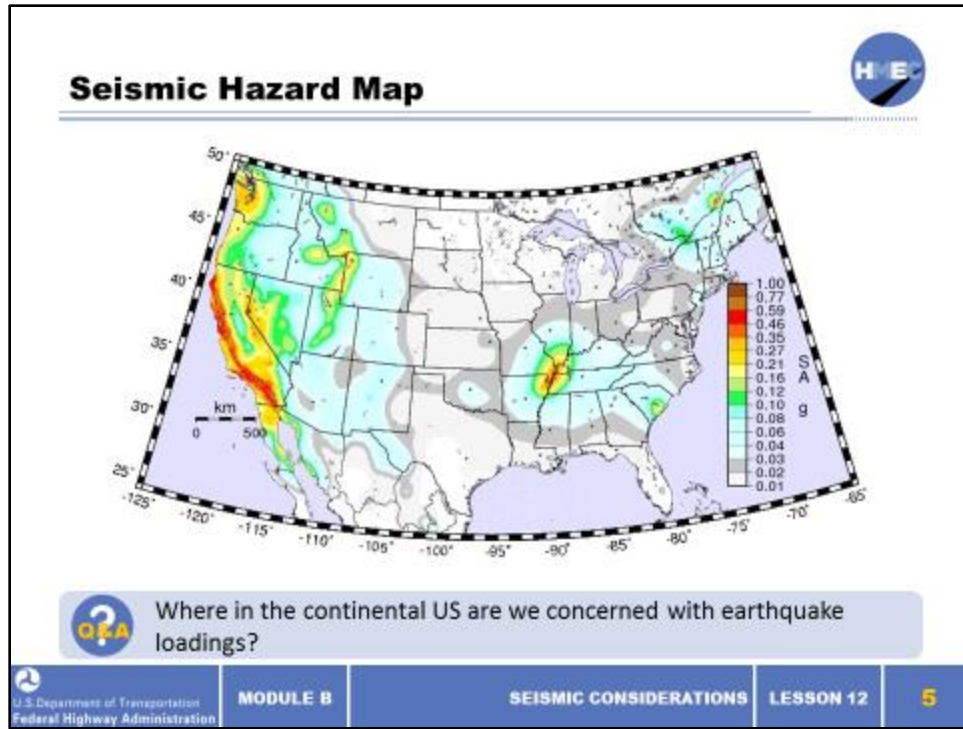 Seismic Hazard Map
HMEC
50°
45°
40°
35°
30°
25°
km
0 500
-125°
-120°
-115°
-110°
-105°
-100°
-95°
-90°
-85°
-80°
-75°
-70°
-65°
1.00
0.77
0.59
0.46
0.35
0.27
0.21
0.16
0.12
0.10
0.08
0.06
0.04
0.03
0.02
0.01
S
A
g
?
Q&A
Where in the continental US are we concerned with earthquake
loadings?
U.S.Department of Transportation
Federal Highway Administration
MODULE B
SEISMIC CONSIDERATIONS
LESSON 12
5